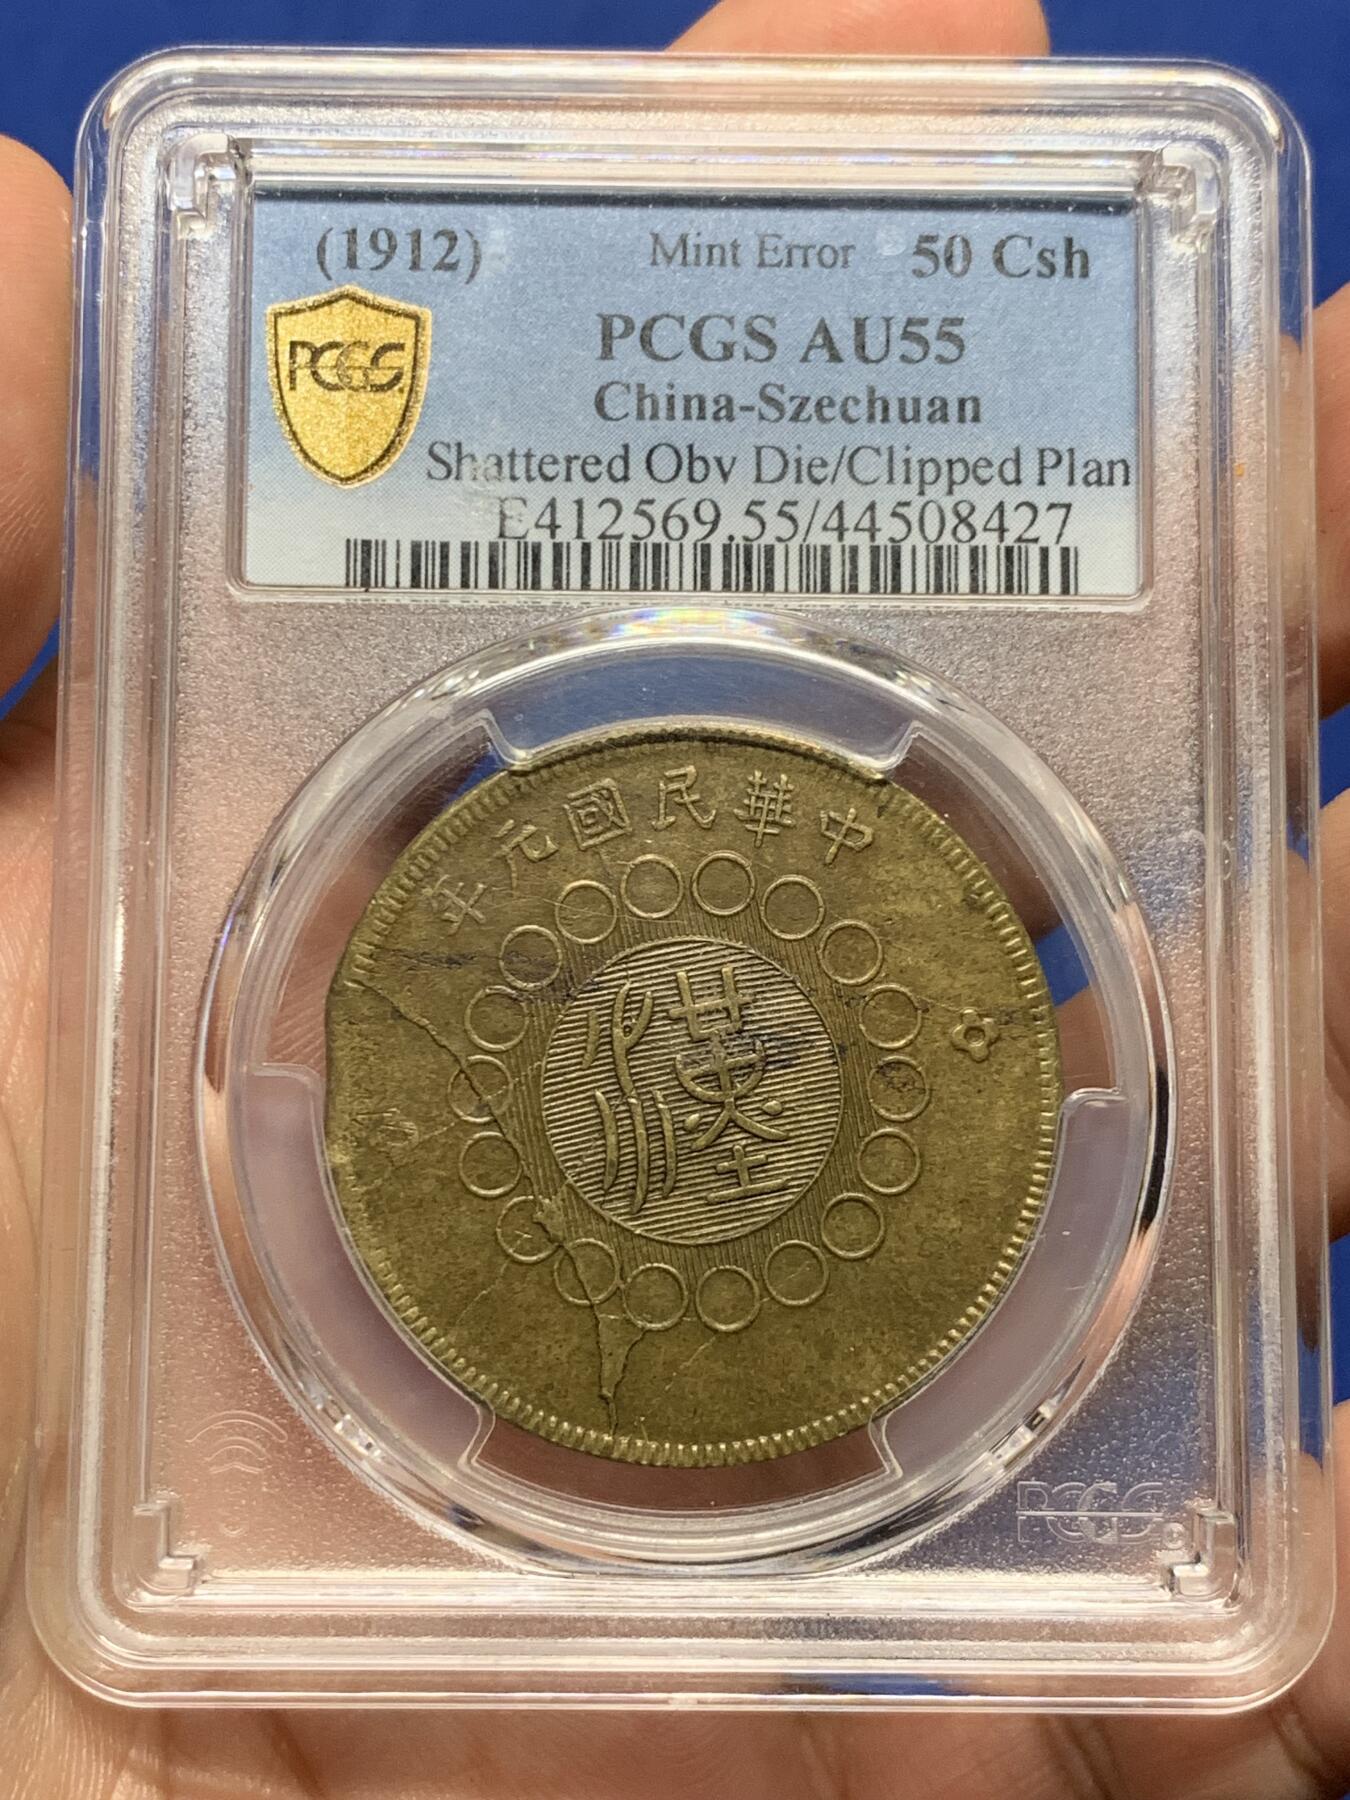 (1912) Mint Error 50 Csh
PCGS
PCGS AU55
China-Szechuan
Shattered Obv Die/Clipped Plan
E412569.55/44508427
年元國民華中
漢
PCGS